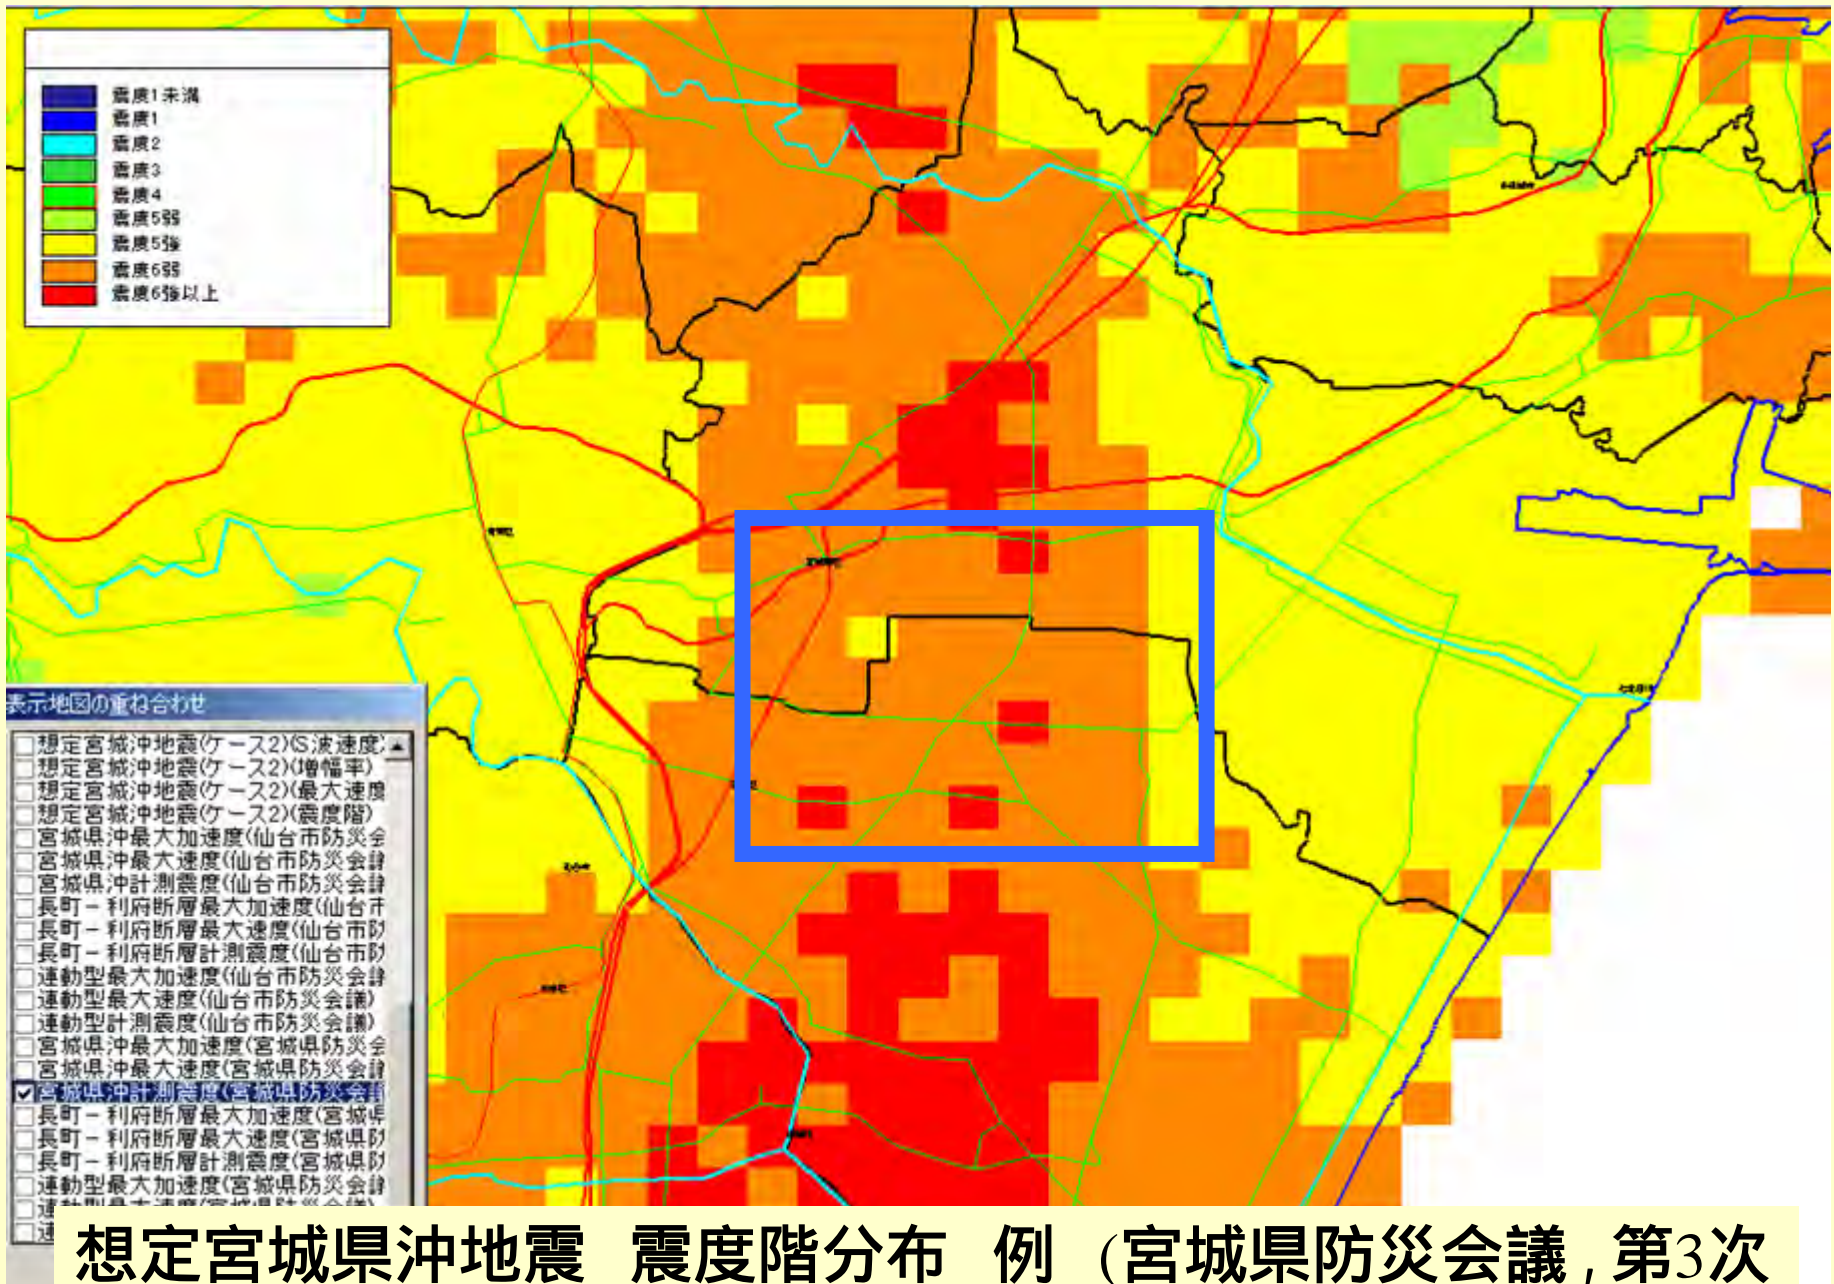 震度1未満
震度1
震度2
震度3
震度4
震度5弱
震度5強
震度6弱
震度6強以上
表示地図の重ね合わせ
想定宮城沖地震(ケース2)(S波速度)
想定宮城沖地震(ケース2)(増幅率)
想定宮城沖地震(ケース2)(最大速度
想定宮城沖地震(ケース2)(震度階)
宮城県沖最大加速度(仙台市防災会
宮城県沖最大速度(仙台市防災会議
宮城県沖計測震度(仙台市防災会議
長町－利府断層最大加速度(仙台市
長町－利府断層最大速度(仙台市防
長町－利府断層計測震度(仙台市防
連動型最大加速度(仙台市防災会議
連動型最大速度(仙台市防災会議)
連動型計測震度(仙台市防災会議)
宮城県沖最大加速度(宮城県防災会
宮城県沖最大速度(宮城県防災会議
宮城県沖計測震度(宮城県防災会議
長町－利府断層最大加速度(宮城県
長町－利府断層最大速度(宮城県防
長町－利府断層計測震度(宮城県防
連動型最大加速度(宮城県防災会議
連動型最大速度(宮城県防災会議)
連
想定宮城県沖地震 震度階分布 例 (宮城県防災会議,第3次